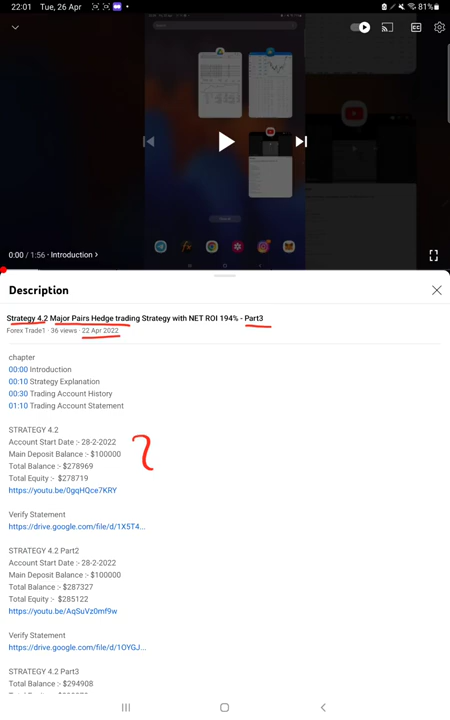 22:01 Tue, 26 Apr
81%
CC
0:00 / 1:56 · Introduction >
Description
Strategy 4.2 Major Pairs Hedge trading Strategy with NET ROI 194% - Part3
Forex Trade1 · 36 views · 22 Apr 2022
chapter
00:00 Introduction
00:10 Strategy Explanation
00:30 Trading Account History
01:10 Trading Account Statement
STRATEGY 4.2
Account Start Date :- 28-2-2022
Main Deposit Balance :- $100000
Total Balance :- $278969
Total Equity :- $278719
https://youtu.be/0gqHQce7KRY
Verify Statement
https://drive.google.com/file/d/1X5T4...
STRATEGY 4.2 Part2
Account Start Date :- 28-2-2022
Main Deposit Balance :- $100000
Total Balance :- $287327
Total Equity :- $285122
https://youtu.be/AqSuVz0mf9w
Verify Statement
https://drive.google.com/file/d/1OYGJ...
STRATEGY 4.2 Part3
Total Balance :- $294908